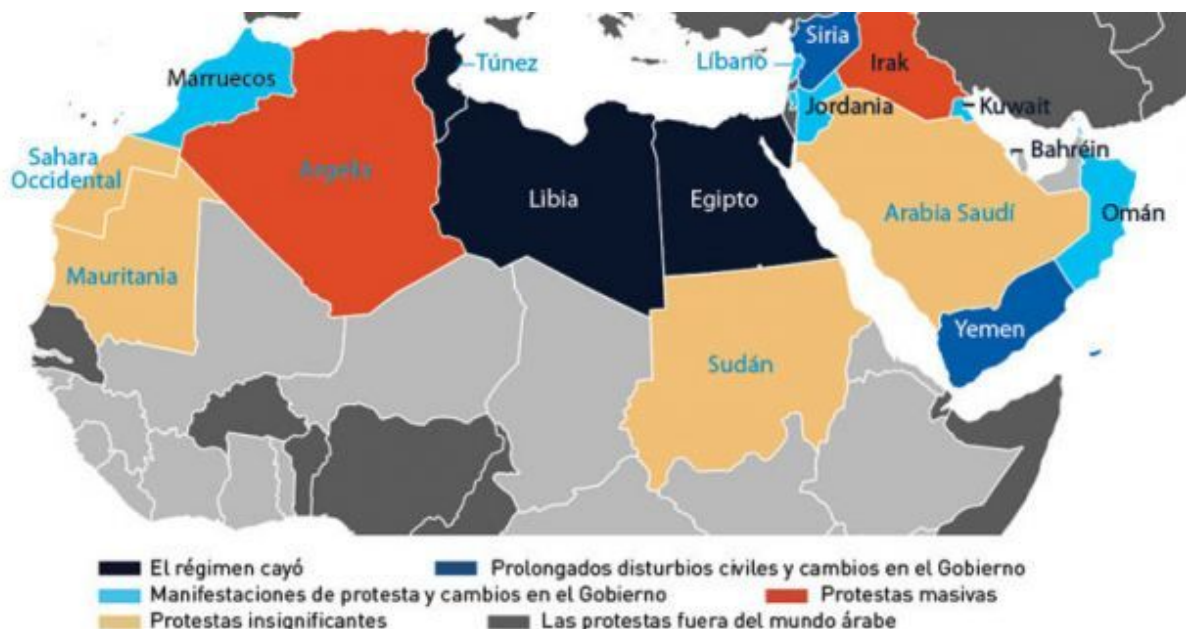 Siria
Marruecos
Túnez
Líbano
Irak
Jordania
Kuwait
Sahara
Occidental
Bahréin
Argelia
Libia
Egipto
Arabia Saudí
Omán
Mauritania
Yemen
Sudán
El régimen cayó
Prolongados disturbios civiles y cambios en el Gobierno
Manifestaciones de protesta y cambios en el Gobierno
Protestas masivas
Protestas insignificantes
Las protestas fuera del mundo árabe